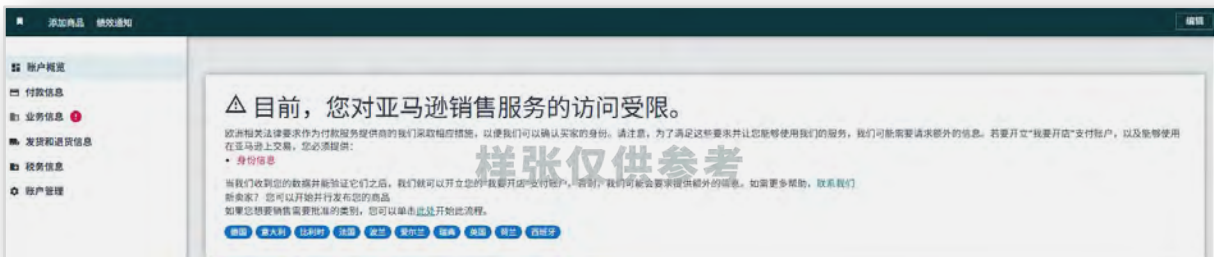 添加商品 绩效通知 编辑
账户概览
付款信息
业务信息
发货和退货信息
税务信息
账户管理
目前，您对亚马逊销售服务的访问受限。
欧洲相关法律要求作为付款服务提供商的我们采取相应措施，以便我们可以确认买家的身份。请注意，为了满足这些要求并让您能够使用我们的服务，我们可能需要请求额外的信息。若要开立“我要开店”支付账户，以及能够使用
在亚马逊上交易，您必须提供：
• 身份信息
样张仅供参考
当我们收到您的数据并能验证它们之后，我们就可以开立您的“我要开店”支付账户。否则，我们可能会要求提供额外的信息。如需更多帮助，联系我们
新卖家？ 您可以开始并行发布您的商品
如果您想要销售需要批准的类别，您可以单击此处开始此流程。
德国 意大利 比利时 法国 波兰 爱尔兰 瑞典 英国 荷兰 西班牙